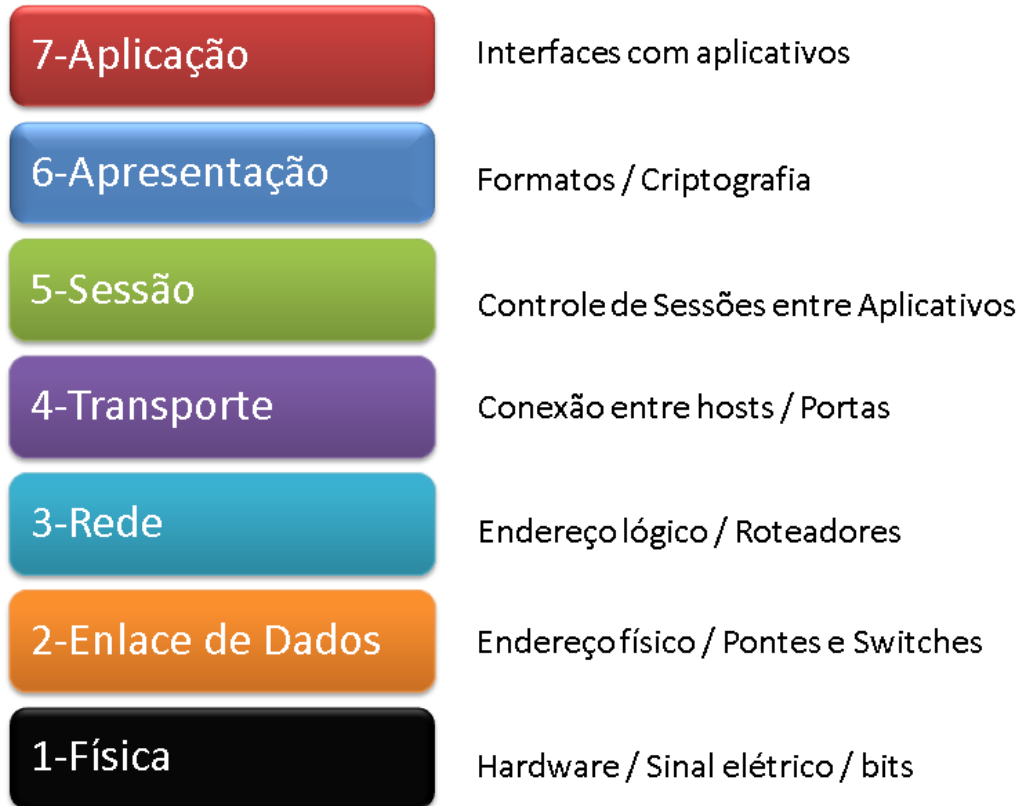 7-Aplicação
Interfaces com aplicativos
6-Apresentação
Formatos / Criptografia
5-Sessão
Controle de Sessões entre Aplicativos
4-Transporte
Conexão entre hosts / Portas
3-Rede
Endereço lógico / Roteadores
2-Enlace de Dados
Endereço físico / Pontes e Switches
1-Física
Hardware / Sinal elétrico / bits